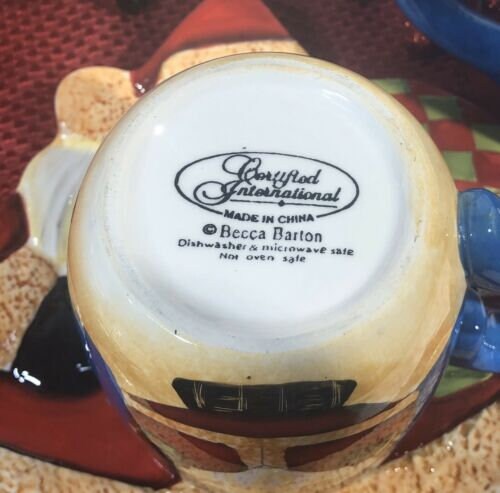 Certified
International
MADE IN CHINA
© Becca Barton
Dishwasher & microwave safe
Not oven safe